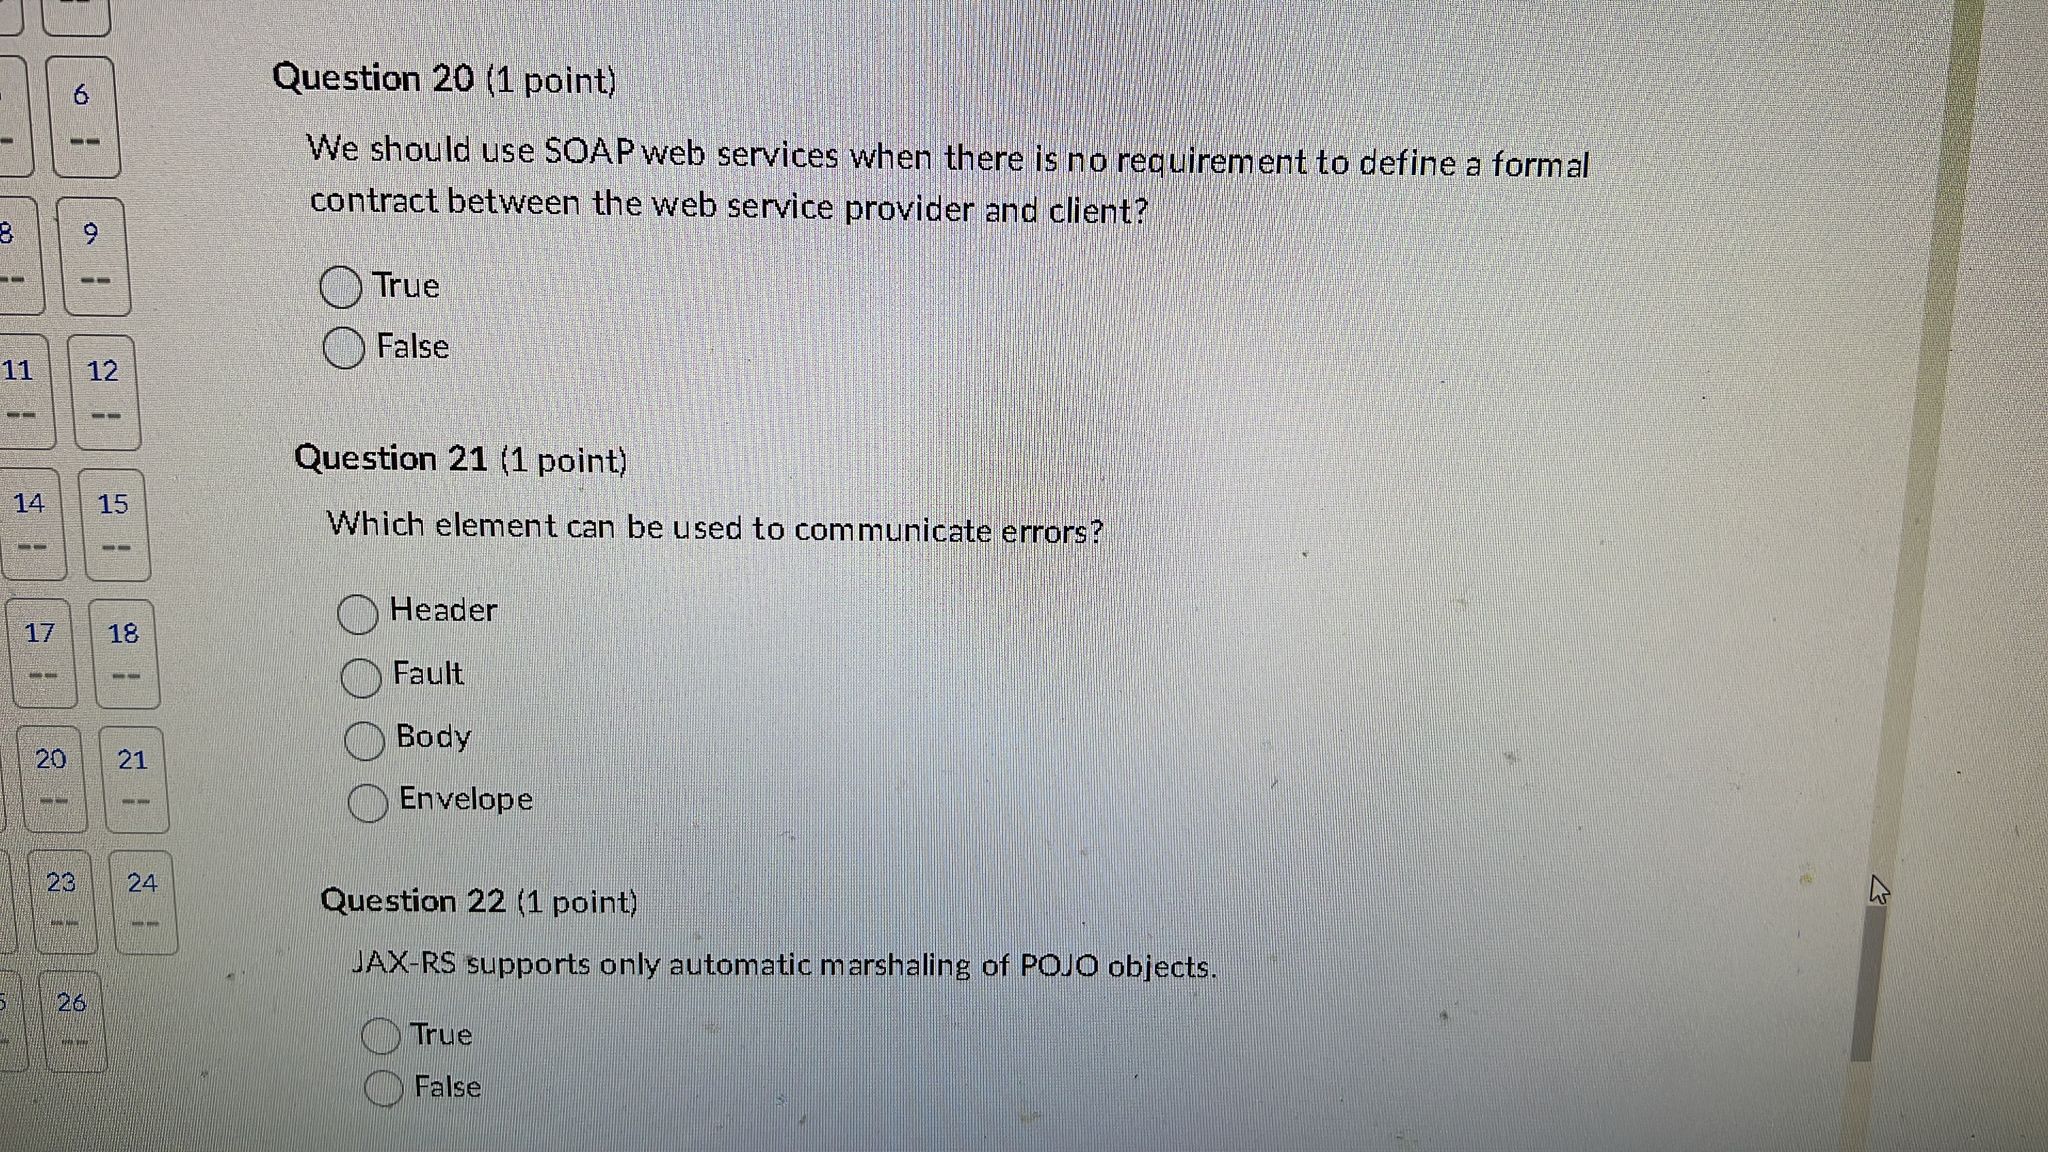 6
--
Question 20 (1 point)
We should use SOAP web services when there is no requirement to define a formal
contract between the web service provider and client?
8
--
9
--
True
False
11
--
12
--
Question 21 (1 point)
14
--
15
--
Which element can be used to communicate errors?
17
--
18
--
Header
Fault
Body
Envelope
20
--
21
--
23
--
24
--
Question 22 (1 point)
JAX-RS supports only automatic marshaling of POJO objects.
26
--
True
False